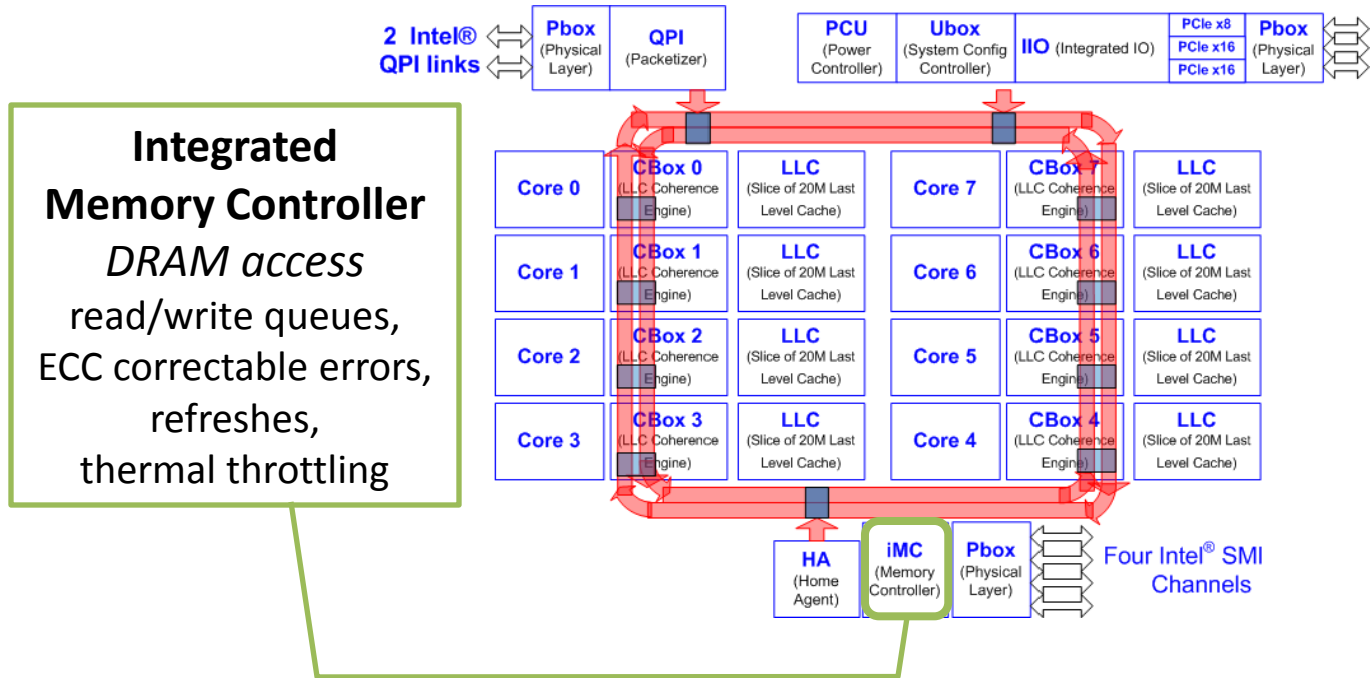 2 Intel®
QPI links
Pbox
(Physical
Layer)
QPI
(Packetizer)
PCU
(Power
Controller)
Ubox
(System Config
Controller)
IIO (Integrated IO)
PCIe x8
PCIe x16
PCIe x16
Pbox
(Physical
Layer)
Integrated
Memory Controller
DRAM access
read/write queues,
ECC correctable errors,
refreshes,
thermal throttling
Core 0
CBox 0
(LLC Coherence
Engine)
LLC
(Slice of 20M Last
Level Cache)
Core 7
CBox 7
(LLC Coherence
Engine)
LLC
(Slice of 20M Last
Level Cache)
Core 1
CBox 1
(LLC Coherence
Engine)
LLC
(Slice of 20M Last
Level Cache)
Core 6
CBox 6
(LLC Coherence
Engine)
LLC
(Slice of 20M Last
Level Cache)
Core 2
CBox 2
(LLC Coherence
Engine)
LLC
(Slice of 20M Last
Level Cache)
Core 5
CBox 5
(LLC Coherence
Engine)
LLC
(Slice of 20M Last
Level Cache)
Core 3
CBox 3
(LLC Coherence
Engine)
LLC
(Slice of 20M Last
Level Cache)
Core 4
CBox 4
(LLC Coherence
Engine)
LLC
(Slice of 20M Last
Level Cache)
HA
(Home
Agent)
iMC
(Memory
Controller)
Pbox
(Physical
Layer)
Four Intel® SMI
Channels